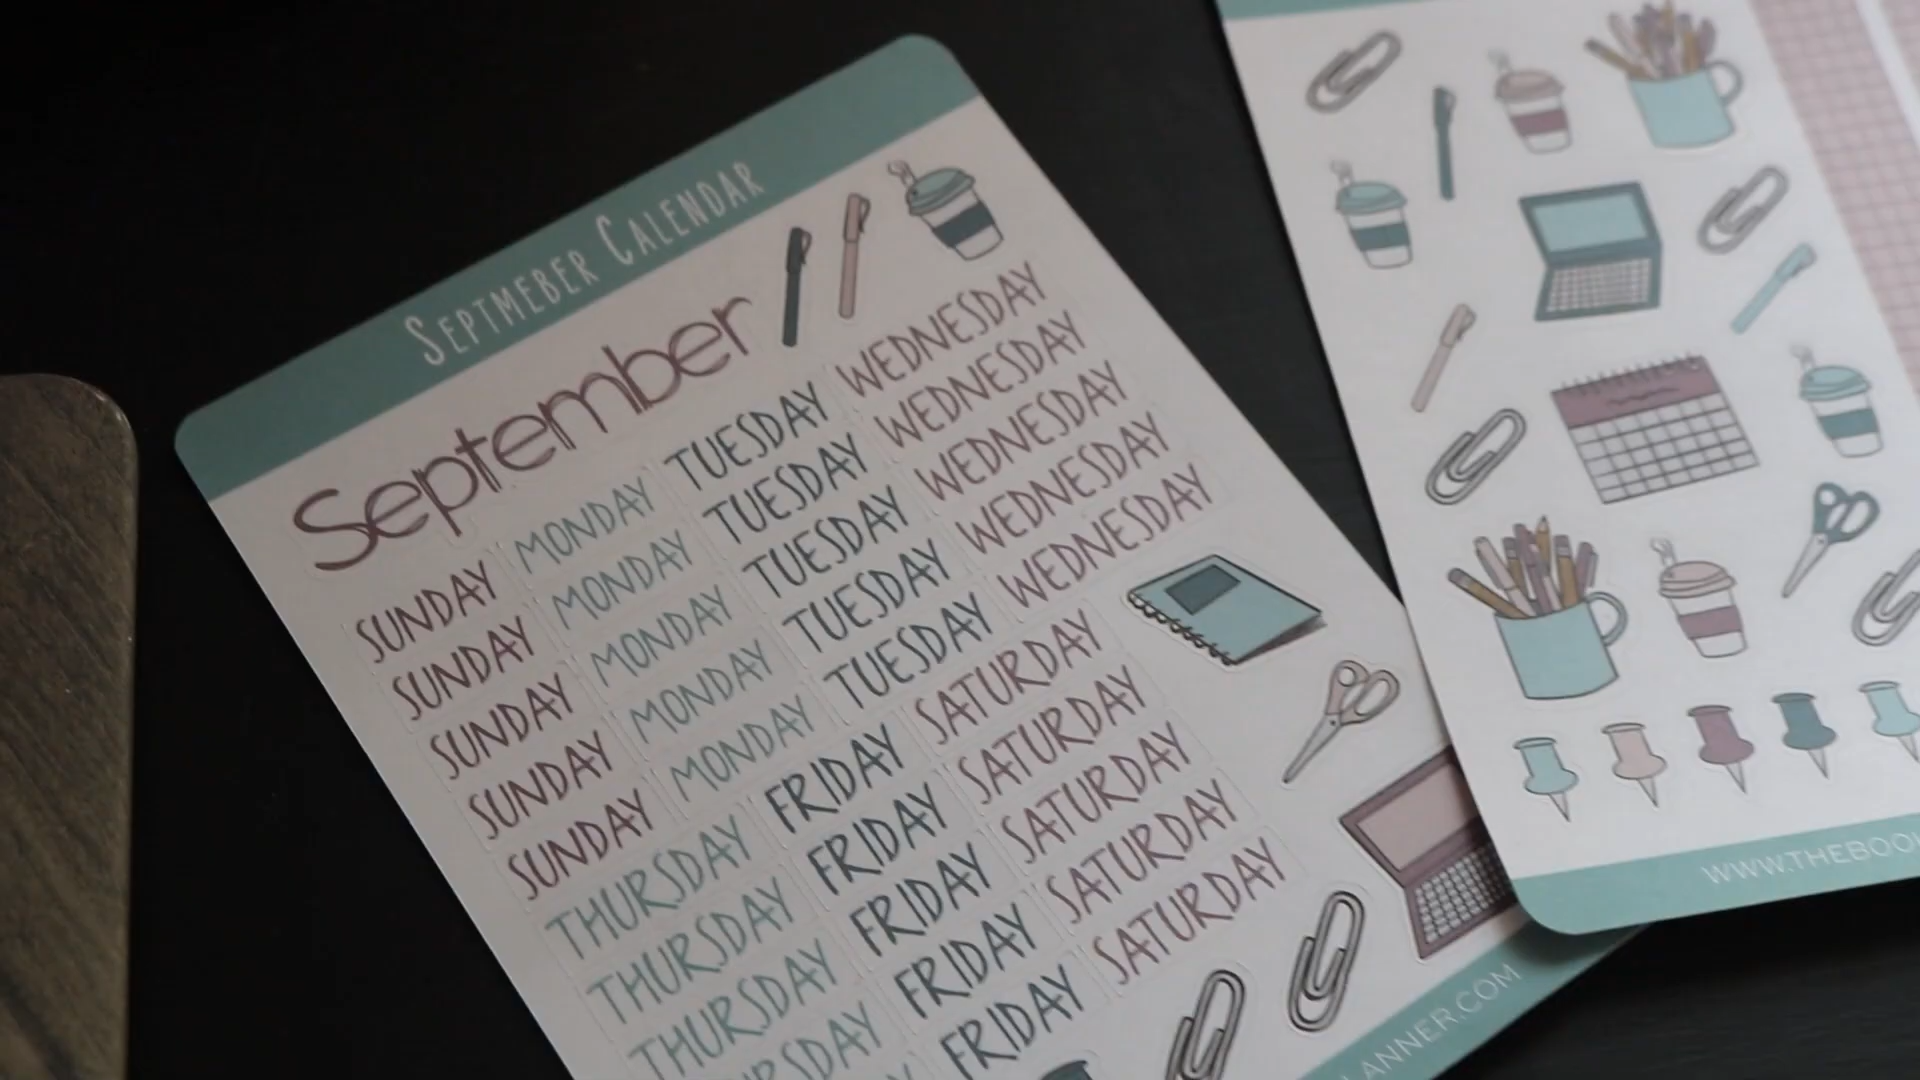 SEPTMEBER CALENDAR
September
SUNDAY MONDAY TUESDAY WEDNESDAY
SUNDAY MONDAY TUESDAY WEDNESDAY
SUNDAY MONDAY TUESDAY WEDNESDAY
SUNDAY MONDAY TUESDAY WEDNESDAY
SUNDAY MONDAY TUESDAY WEDNESDAY
THURSDAY FRIDAY SATURDAY
THURSDAY FRIDAY SATURDAY
THURSDAY FRIDAY SATURDAY
FRIDAY SATURDAY
FRIDAY SATURDAY
LANNER.COM
WWW.THEBOO